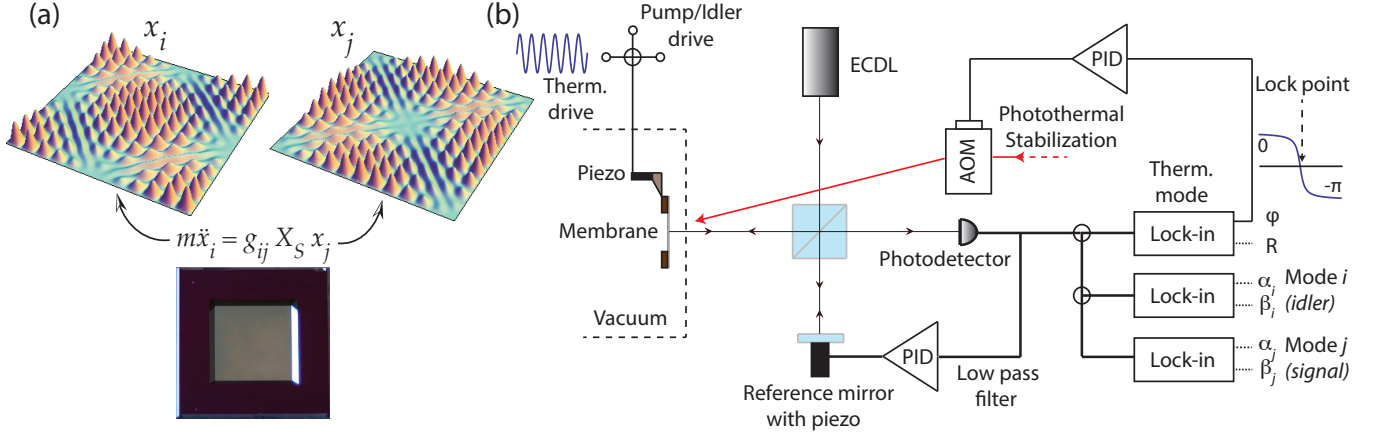 (a)
x_i
x_j
mẍ_i = g_ij X_S x_j
(b)
Pump/Idler
drive
Therm.
drive
Piezo
Membrane
Vacuum
ECDL
Photodetector
PID
Reference mirror
with piezo
Low pass
filter
AOM
PID
Photothermal
Stabilization
Lock point
0
-π
Therm.
mode
Lock-in
φ
R
Lock-in
α_i Mode i
β_i (idler)
Lock-in
α_j Mode j
β_j (signal)